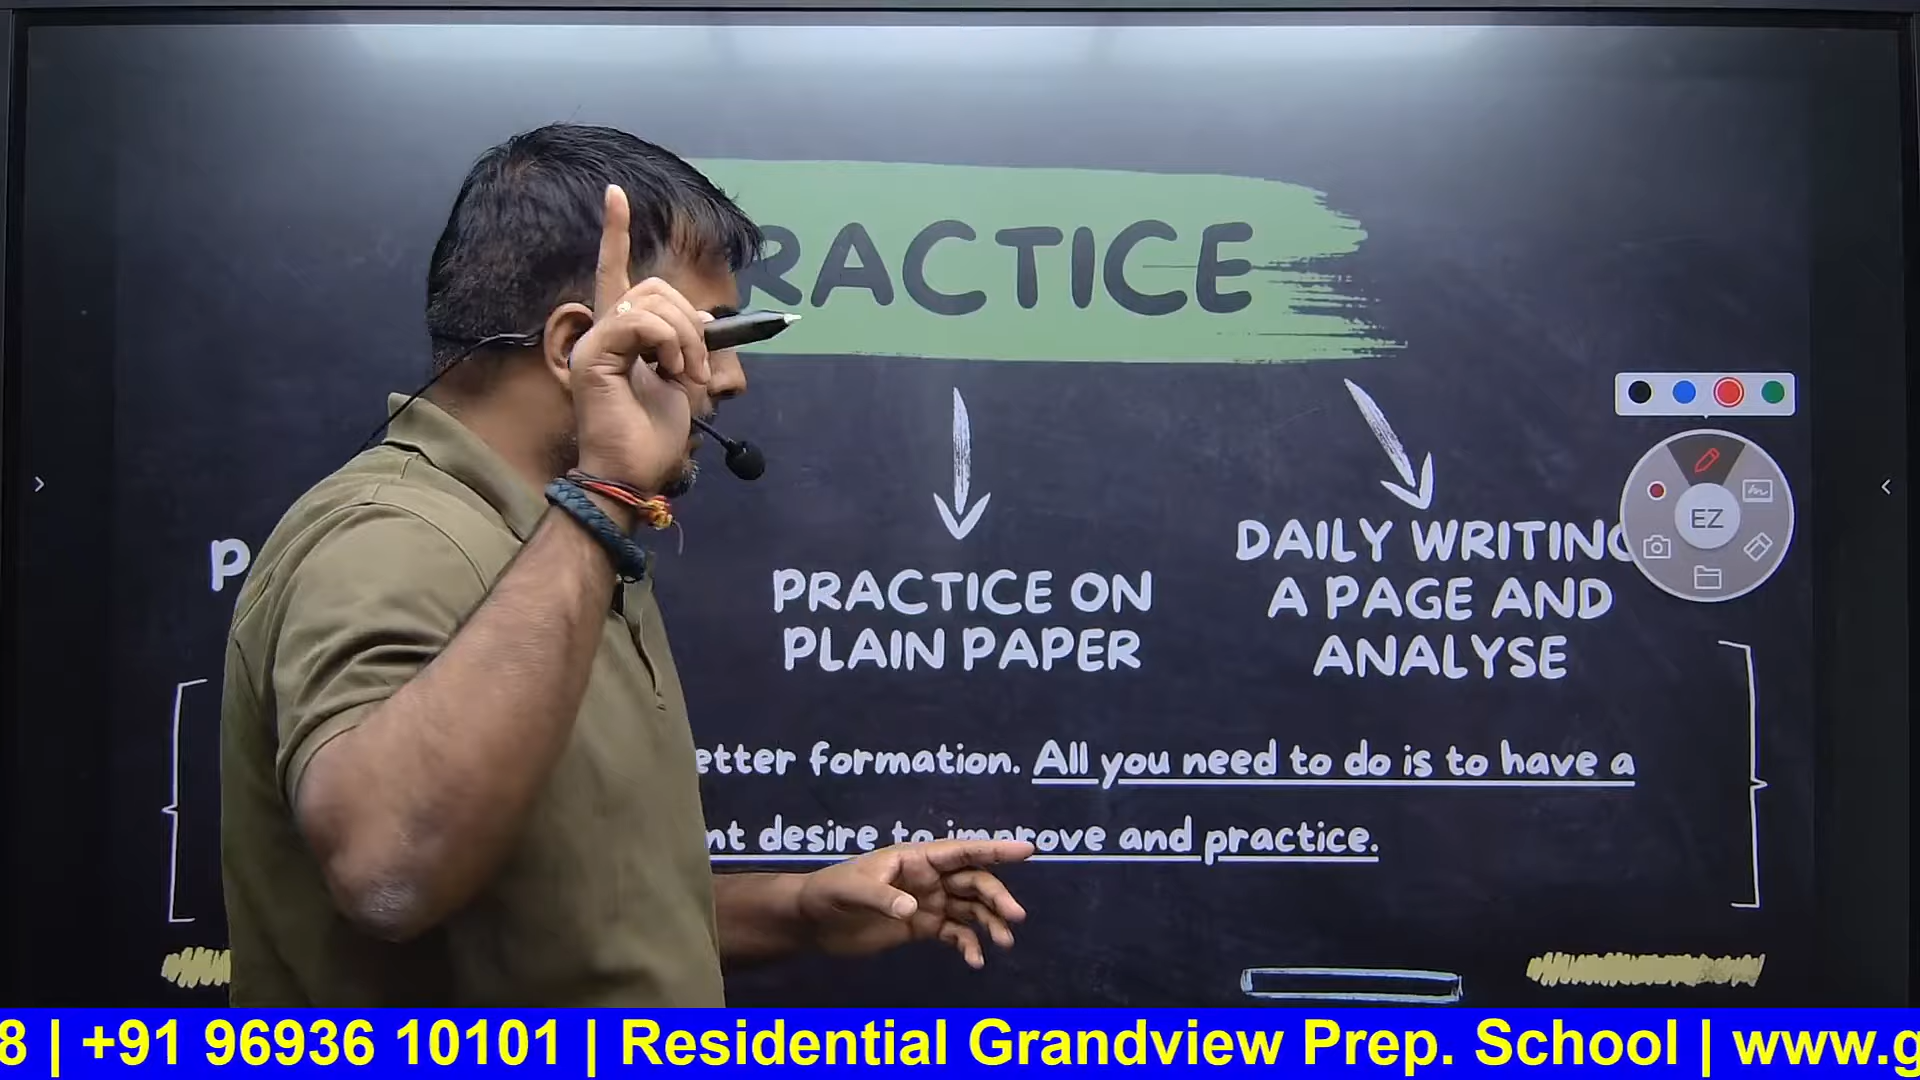 RACTICE
PRACTICE ON
PLAIN PAPER
DAILY WRITING
A PAGE AND
ANALYSE
EZ
etter formation. All you need to do is to have a
nt desire to improve and practice.
8 | +91 96936 10101 | Residential Grandview Prep. School | www.g